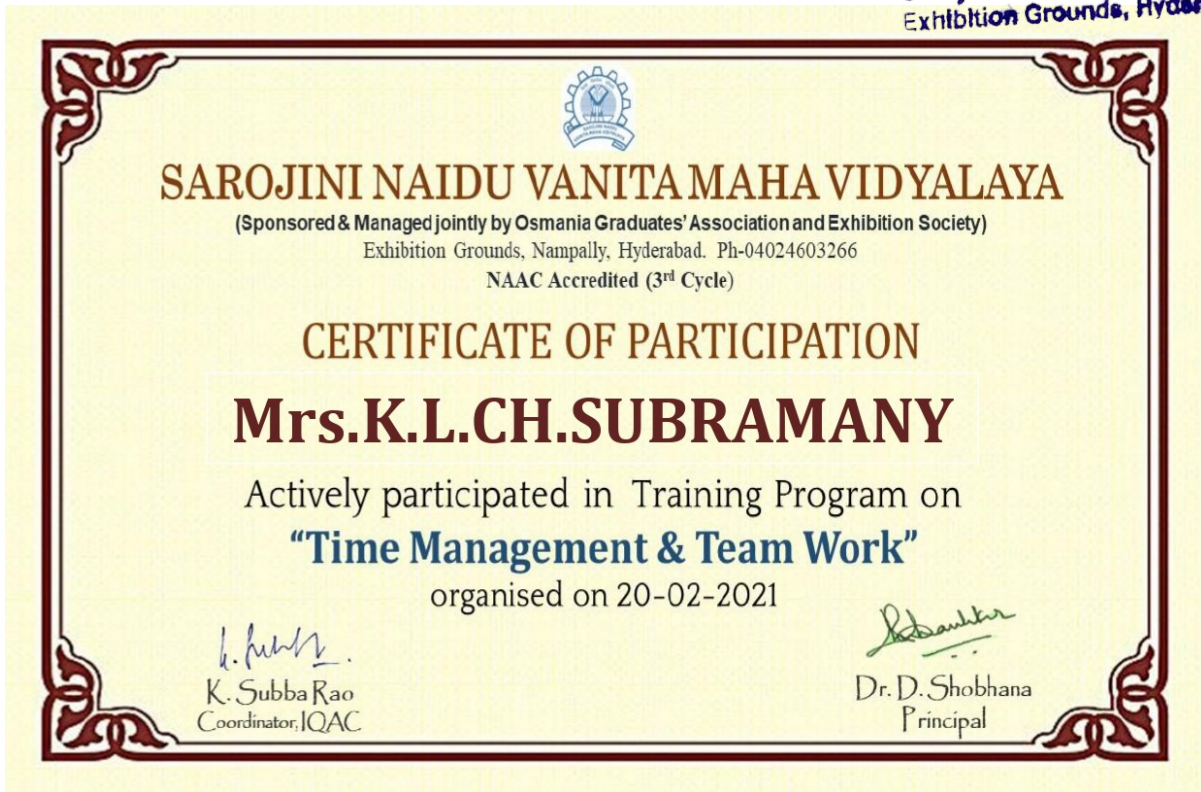 Exhibition Grounds, Hyder
SAROJINI NAIDU VANITA MAHA VIDYALAYA
(Sponsored & Managed jointly by Osmania Graduates' Association and Exhibition Society)
Exhibition Grounds, Nampally, Hyderabad. Ph-04024603266
NAAC Accredited (3rd Cycle)
CERTIFICATE OF PARTICIPATION
Mrs.K.L.CH.SUBRAMANY
Actively participated in Training Program on
“Time Management & Team Work”
organised on 20-02-2021
K. Subba Rao
Coordinator, IQAC
Dr. D. Shobhana
Principal